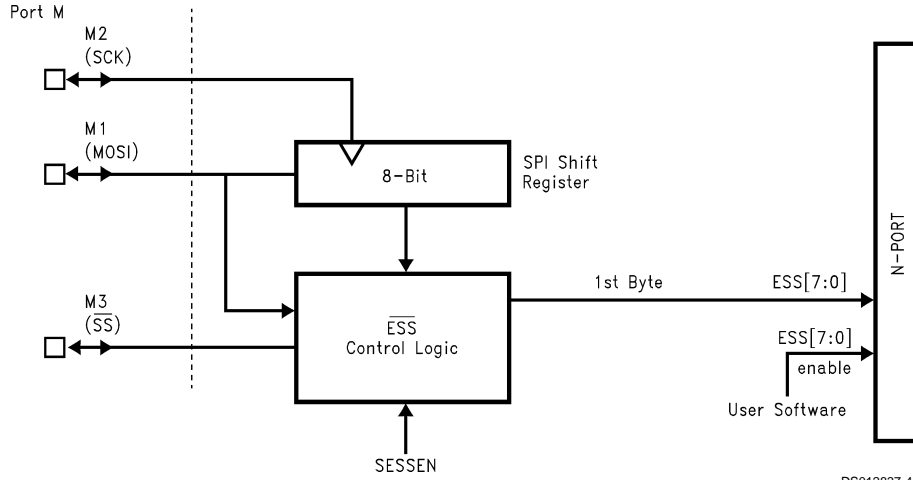 Port M
M2
(SCK)
M1
(MOSI)
8-Bit
SPI Shift
Register
M3
(SS)
ESS
Control Logic
1st Byte
ESS[7:0]
ESS[7:0]
enable
User Software
N-PORT
SESSEN